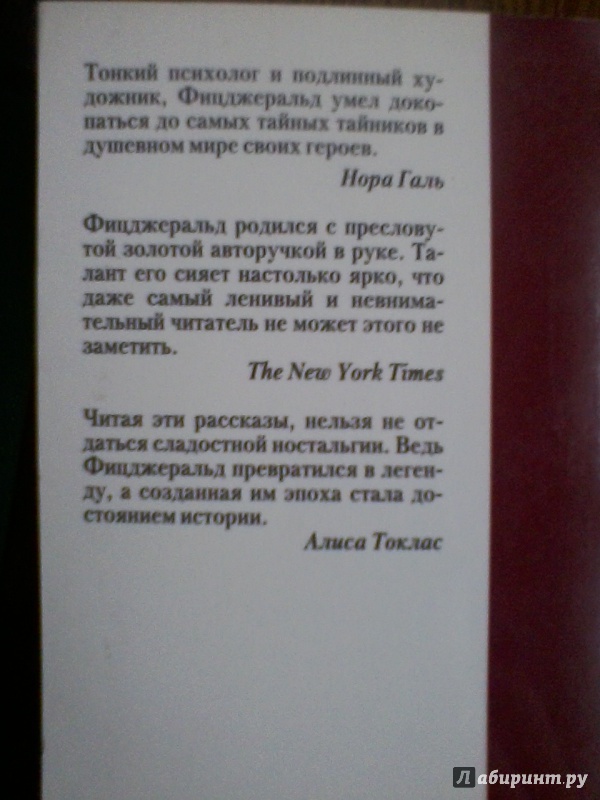 Тонкий психолог и подлинный ху-
дожник, Фицджеральд умел доко-
паться до самых тайных тайников в
душевном мире своих героев.
Нора Галь
Фицджеральд родился с пресловy-
той золотой авторучкой в руке. Та-
лант его сияет настолько ярко, что
даже самый ленивый и невнима-
тельный читатель не может этого не
заметить.
The New York Times
Читая эти рассказы, нельзя не от-
даться сладостной ностальгии. Ведь
Фицджеральд превратился в леген-
ду, а созданная им эпоха стала до-
стоянием истории.
Алиса Токлас
Лабиринт.ру